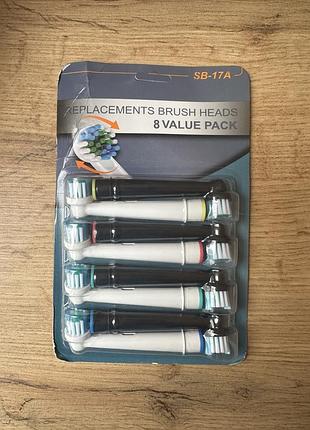 SB-17A
REPLACEMENTS BRUSH HEADS
8 VALUE PACK